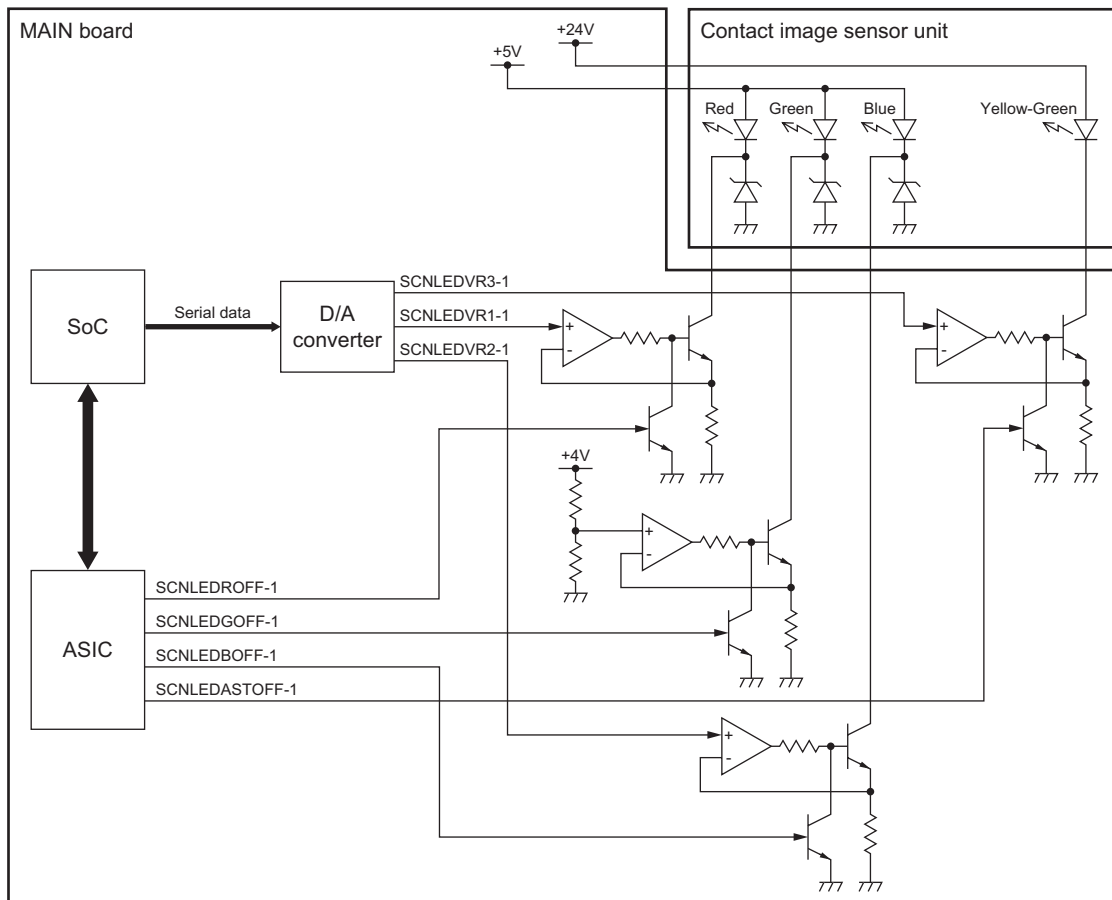 MAIN board
Contact image sensor unit
+24V
+5V
Red
Green
Blue
Yellow-Green
SoC
Serial data
D/A
converter
SCNLEDVR3-1
SCNLEDVR1-1
SCNLEDVR2-1
+
-
+
-
+4V
+
-
ASIC
SCNLEDROFF-1
SCNLEDGOFF-1
SCNLEDBOFF-1
SCNLEDASTOFF-1
+
-